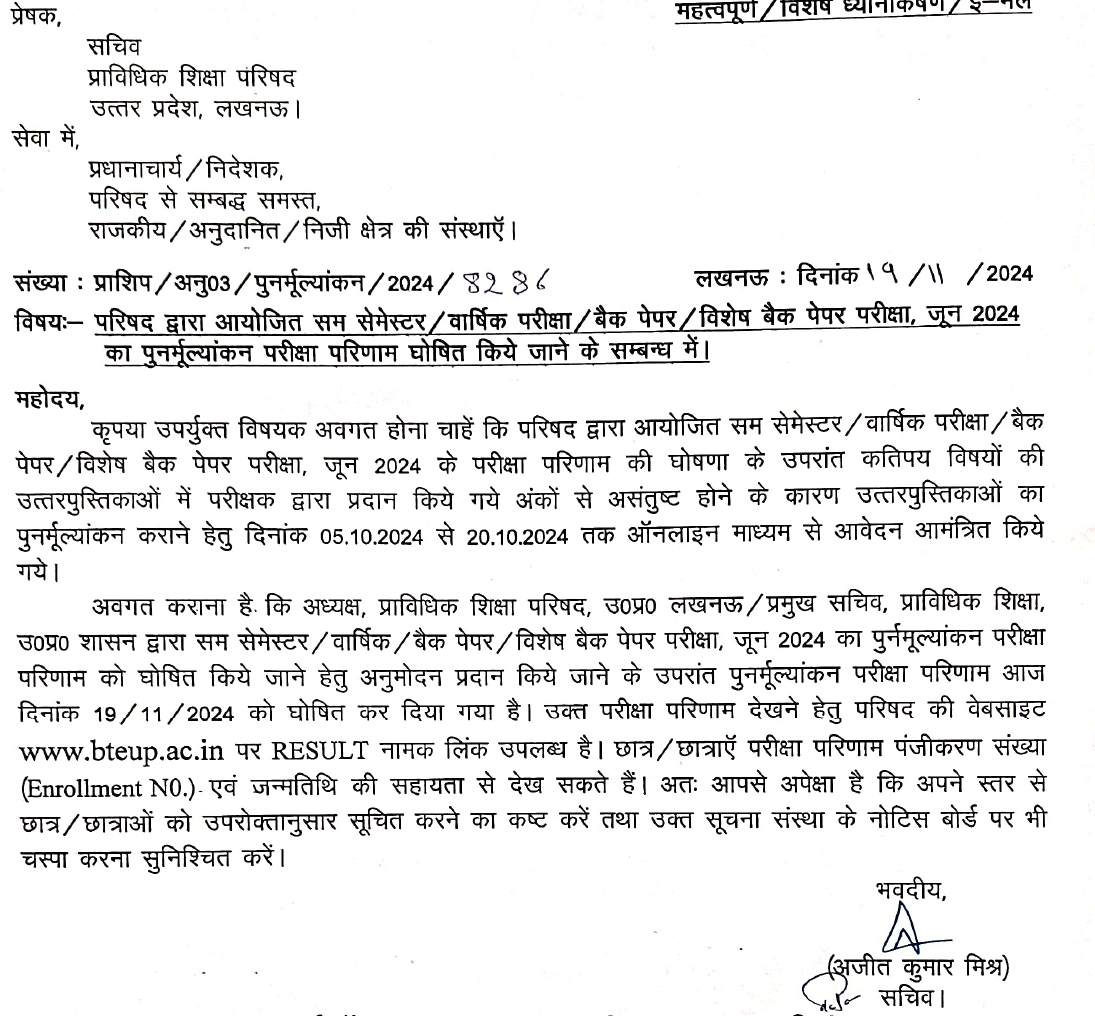 महत्वपूर्ण/विशेष ध्यानाकर्षण/ई–मेल
प्रेषक,
सचिव
प्राविधिक शिक्षा परिषद
उत्तर प्रदेश, लखनऊ।
सेवा में,
प्रधानाचार्य/निदेशक,
परिषद से सम्बद्ध समस्त,
राजकीय/अनुदानित/निजी क्षेत्र की संस्थाऍ।
संख्या : प्राशिप/अनु03/पुनर्मूल्यांकन/2024/8286 लखनऊ : दिनांक 19/11/2024
विषयः– परिषद द्वारा आयोजित सम सेमेस्टर/वार्षिक परीक्षा/बैक पेपर/विशेष बैक पेपर परीक्षा, जून 2024
का पुनर्मूल्यांकन परीक्षा परिणाम घोषित किये जाने के सम्बन्ध में।
महोदय,
कृपया उपर्युक्त विषयक अवगत होना चाहें कि परिषद द्वारा आयोजित सम सेमेस्टर/वार्षिक परीक्षा/बैक
पेपर/विशेष बैक पेपर परीक्षा, जून 2024 के परीक्षा परिणाम की घोषणा के उपरांत कतिपय विषयों की
उत्तरपुस्तिकाओं में परीक्षक द्वारा प्रदान किये गये अंकों से असंतुष्ट होने के कारण उत्तरपुस्तिकाओं का
पुनर्मूल्यांकन कराने हेतु दिनांक 05.10.2024 से 20.10.2024 तक ऑनलाइन माध्यम से आवेदन आमंत्रित किये
गये।
अवगत कराना है कि अध्यक्ष, प्राविधिक शिक्षा परिषद, उ0प्र0 लखनऊ/प्रमुख सचिव, प्राविधिक शिक्षा,
उ0प्र0 शासन द्वारा सम सेमेस्टर/वार्षिक/बैक पेपर/विशेष बैक पेपर परीक्षा, जून 2024 का पुर्नमूल्यांकन परीक्षा
परिणाम को घोषित किये जाने हेतु अनुमोदन प्रदान किये जाने के उपरांत पुनर्मूल्यांकन परीक्षा परिणाम आज
दिनांक 19/11/2024 को घोषित कर दिया गया है। उक्त परीक्षा परिणाम देखने हेतु परिषद की वेबसाइट
www.bteup.ac.in पर RESULT नामक लिंक उपलब्ध है। छात्र/छात्राऍ परीक्षा परिणाम पंजीकरण संख्या
(Enrollment N0.) एवं जन्मतिथि की सहायता से देख सकते हैं। अतः आपसे अपेक्षा है कि अपने स्तर से
छात्र/छात्राओं को उपरोक्तानुसार सूचित करने का कष्ट करें तथा उक्त सूचना संस्था के नोटिस बोर्ड पर भी
चस्पा करना सुनिश्चित करें।
भवदीय,
(अजीत कुमार मिश्र)
सचिव।